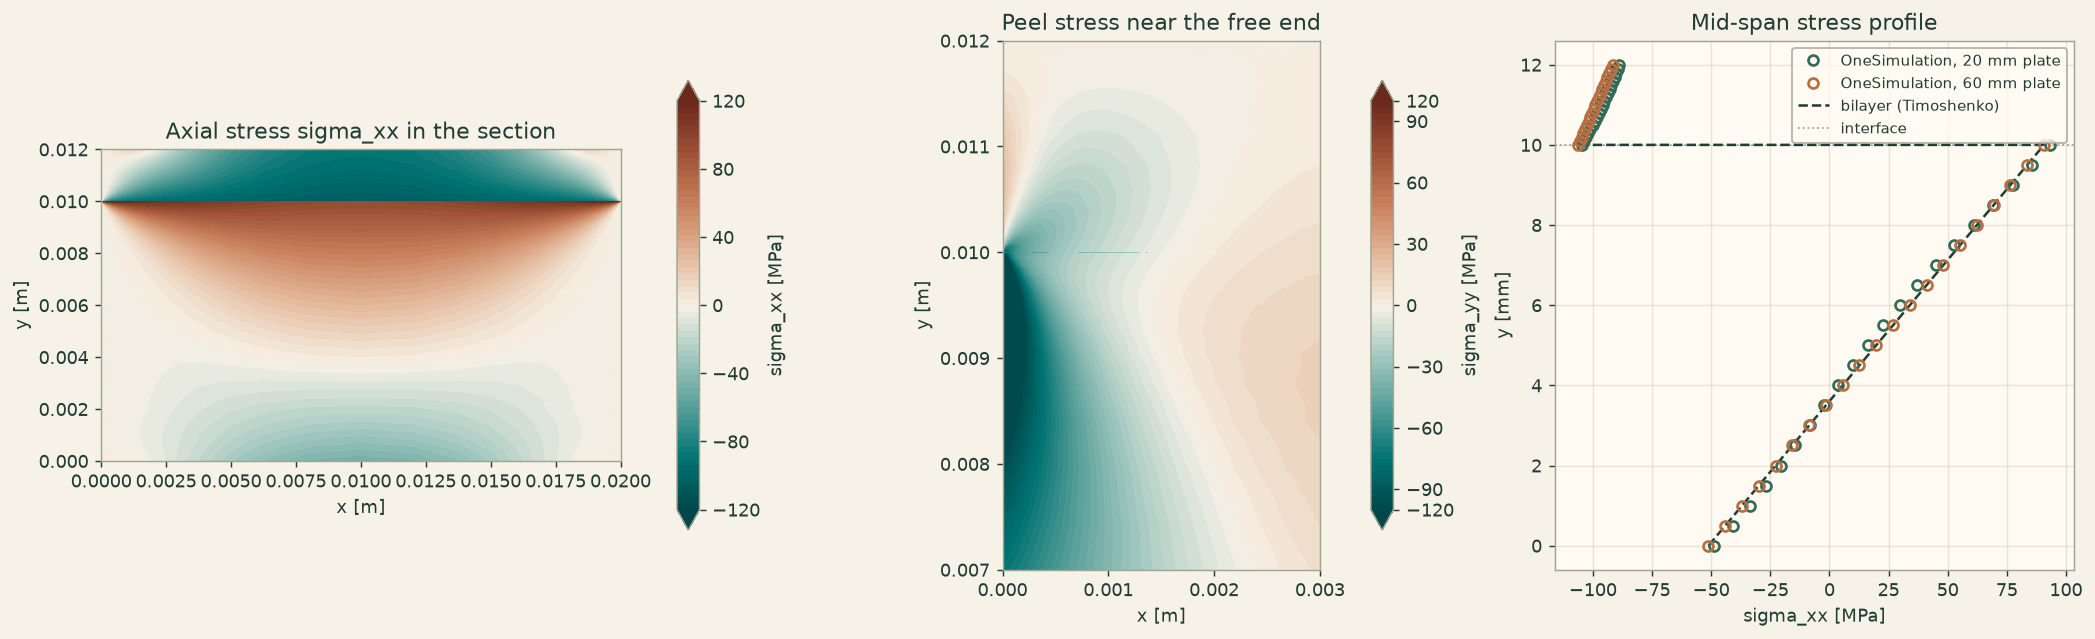 Axial stress sigma_xx in the section
0.012
0.010
0.008
0.006
0.004
0.002
0.000
y [m]
0.0000 0.0025 0.0050 0.0075 0.0100 0.0125 0.0150 0.0175 0.0200
x [m]
120
80
40
0
−40
−80
−120
sigma_xx [MPa]
Peel stress near the free end
0.012
0.011
0.010
0.009
0.008
0.007
y [m]
0.000 0.001 0.002 0.003
x [m]
120
90
60
30
0
−30
−60
−90
−120
sigma_yy [MPa]
Mid-span stress profile
OneSimulation, 20 mm plate
OneSimulation, 60 mm plate
bilayer (Timoshenko)
interface
12
10
8
6
4
2
0
y [mm]
−100 −75 −50 −25 0 25 50 75 100
sigma_xx [MPa]